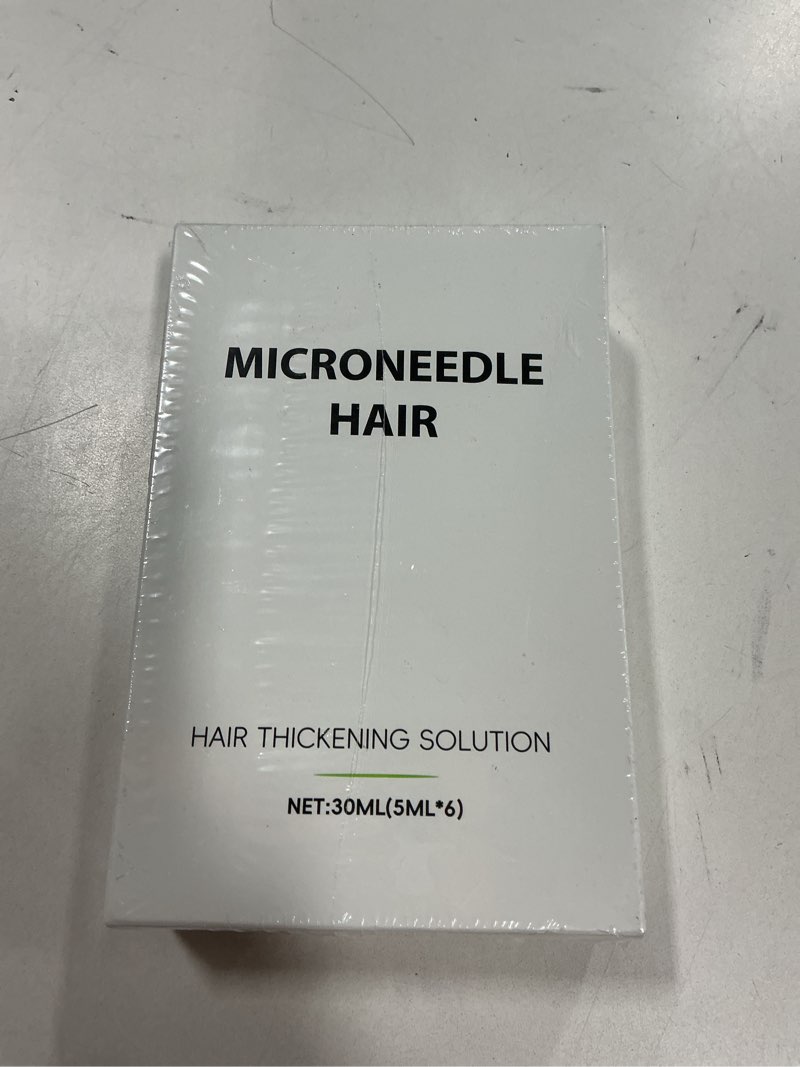 MICRONEEDLE
HAIR
HAIR THICKENING SOLUTION
NET:30ML(5ML*6)